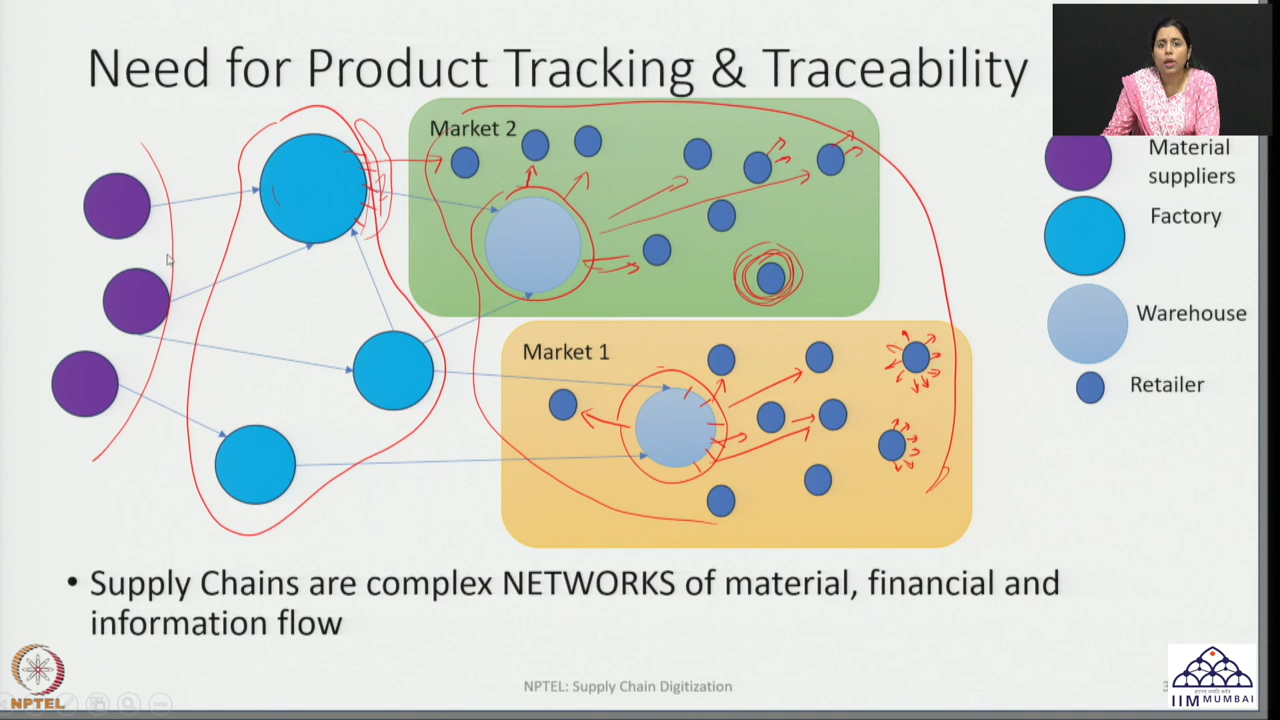 Need for Product Tracking & Traceability
Market 2
Market 1
Material
suppliers
Factory
Warehouse
Retailer
• Supply Chains are complex NETWORKS of material, financial and
information flow
NPTEL
NPTEL: Supply Chain Digitization
IIM MUMBAI